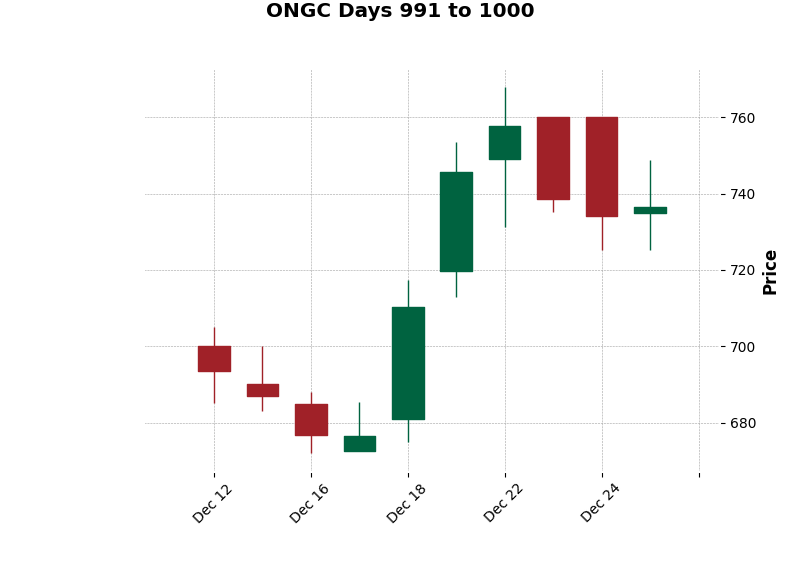 ONGC Days 991 to 1000
760
740
720
700
680
Price
Dec 12
Dec 16
Dec 18
Dec 22
Dec 24